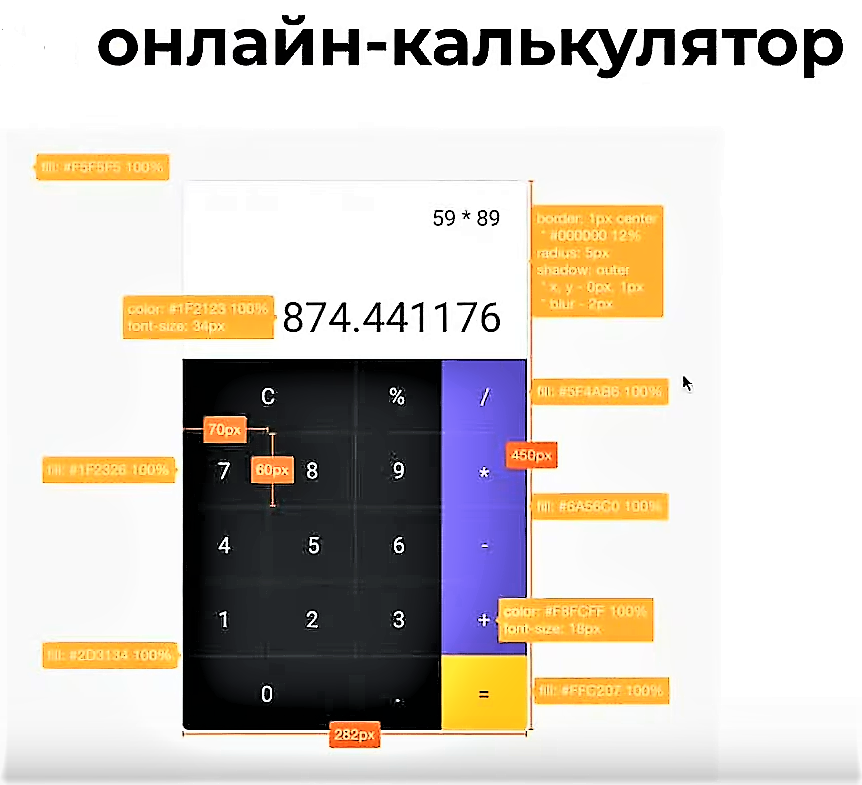 онлайн-калькулятор
fill: #F5F5F5 100%
59 * 89
border: 1px center
* #000000 12%
radius: 5px
shadow: outer
* x, y - 0px, 1px
* blur - 2px
color: #1F2123 100%
font-size: 34px
874.441176
C % /
fill: #5F4AB6 100%
70px
450px
fill: #1F2326 100%
7 60px 8 9 *
fill: #6A56C0 100%
4 5 6 -
1 2 3 +
color: #F8FCFF 100%
font-size: 18px
fill: #2D3134 100%
0 . =
fill: #FFC207 100%
282px